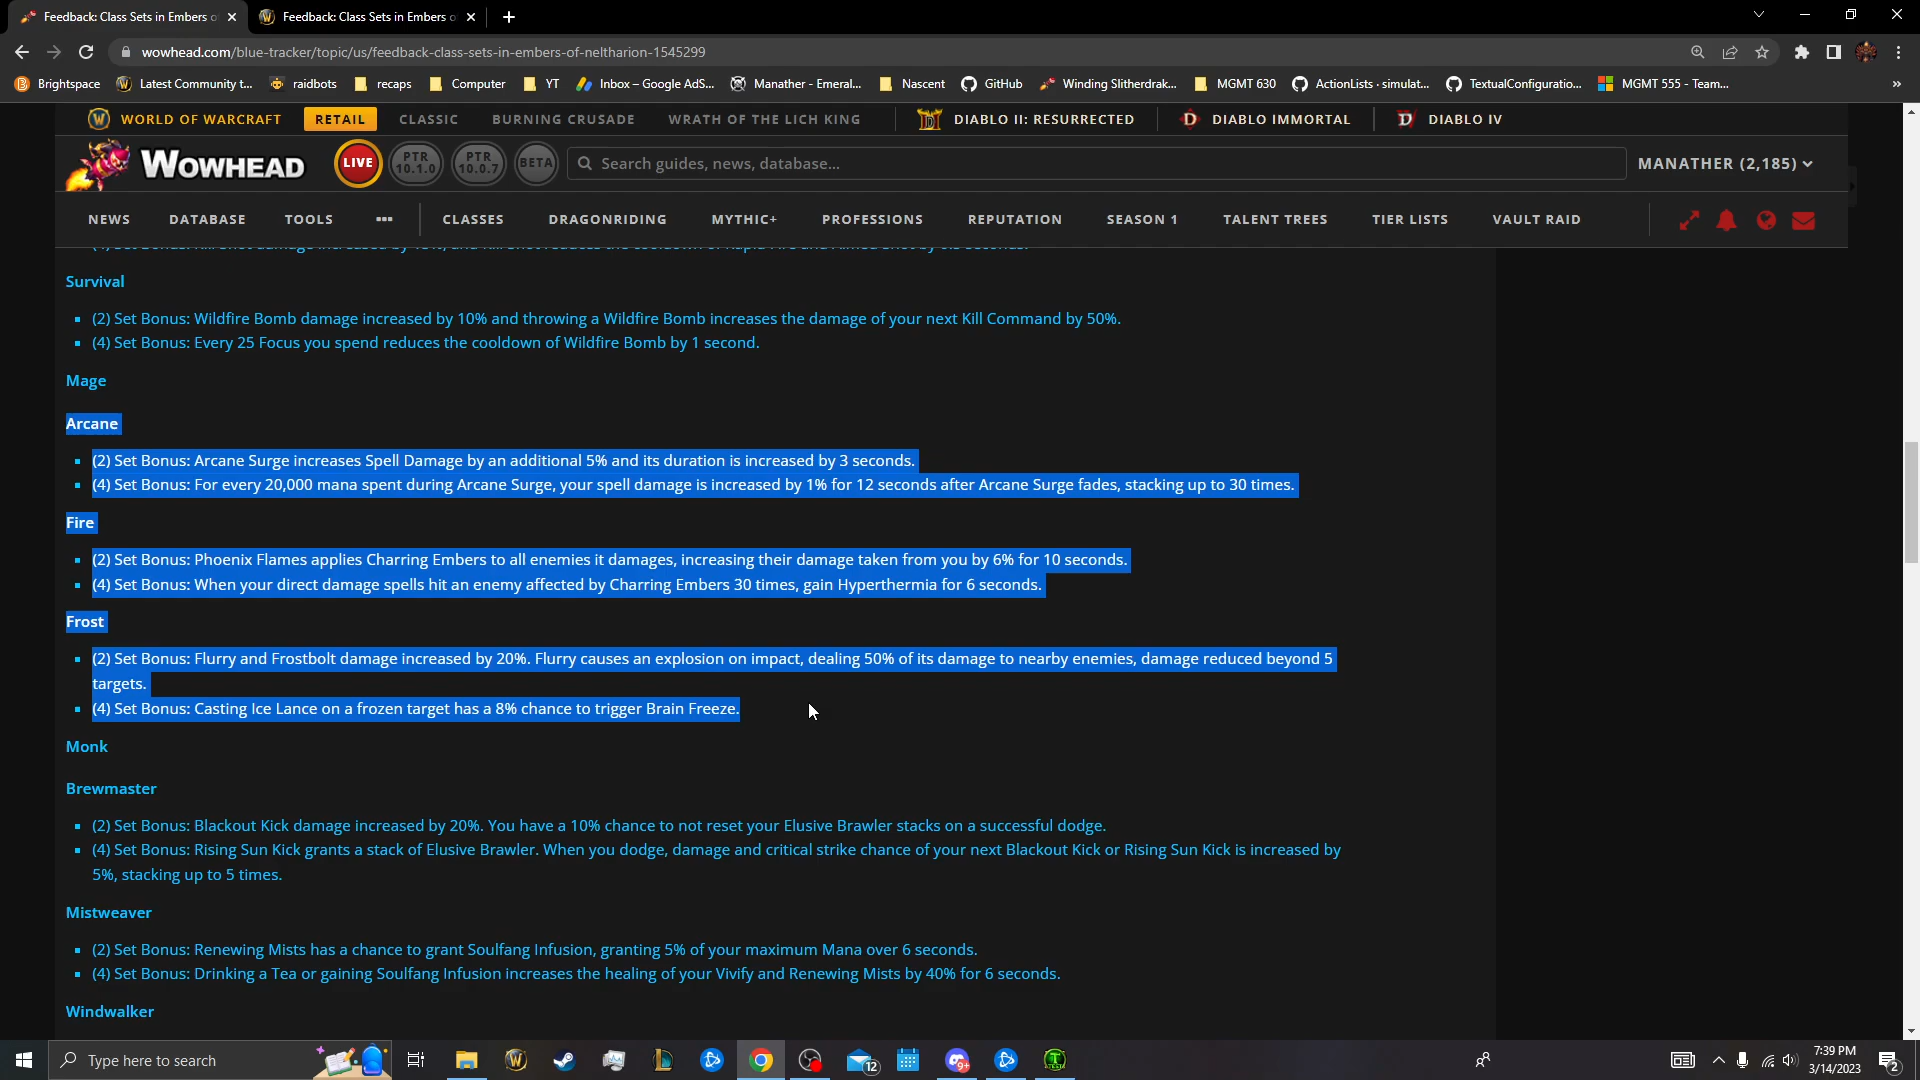 Feedback: Class Sets in Embers o
Feedback: Class Sets in Embers o
wowhead.com/blue-tracker/topic/us/feedback-class-sets-in-embers-of-neltharion-1545299
Brightspace Latest Community t... raidbots recaps Computer YT Inbox – Google AdS... Manather - Emeral... Nascent GitHub Winding Slitherdrak... MGMT 630 ActionLists · simulat... TextualConfiguratio... MGMT 555 - Team... »
WORLD OF WARCRAFT RETAIL CLASSIC BURNING CRUSADE WRATH OF THE LICH KING DIABLO II: RESURRECTED DIABLO IMMORTAL DIABLO IV
WOWHEAD LIVE PTR 10.1.0 PTR 10.0.7 BETA Search guides, news, database... MANATHER (2,185)
NEWS DATABASE TOOLS ••• CLASSES DRAGONRIDING MYTHIC+ PROFESSIONS REPUTATION SEASON 1 TALENT TREES TIER LISTS VAULT RAID
Survival
(2) Set Bonus: Wildfire Bomb damage increased by 10% and throwing a Wildfire Bomb increases the damage of your next Kill Command by 50%.
(4) Set Bonus: Every 25 Focus you spend reduces the cooldown of Wildfire Bomb by 1 second.
Mage
Arcane
(2) Set Bonus: Arcane Surge increases Spell Damage by an additional 5% and its duration is increased by 3 seconds.
(4) Set Bonus: For every 20,000 mana spent during Arcane Surge, your spell damage is increased by 1% for 12 seconds after Arcane Surge fades, stacking up to 30 times.
Fire
(2) Set Bonus: Phoenix Flames applies Charring Embers to all enemies it damages, increasing their damage taken from you by 6% for 10 seconds.
(4) Set Bonus: When your direct damage spells hit an enemy affected by Charring Embers 30 times, gain Hyperthermia for 6 seconds.
Frost
(2) Set Bonus: Flurry and Frostbolt damage increased by 20%. Flurry causes an explosion on impact, dealing 50% of its damage to nearby enemies, damage reduced beyond 5
targets.
(4) Set Bonus: Casting Ice Lance on a frozen target has a 8% chance to trigger Brain Freeze.
Monk
Brewmaster
(2) Set Bonus: Blackout Kick damage increased by 20%. You have a 10% chance to not reset your Elusive Brawler stacks on a successful dodge.
(4) Set Bonus: Rising Sun Kick grants a stack of Elusive Brawler. When you dodge, damage and critical strike chance of your next Blackout Kick or Rising Sun Kick is increased by
5%, stacking up to 5 times.
Mistweaver
(2) Set Bonus: Renewing Mists has a chance to grant Soulfang Infusion, granting 5% of your maximum Mana over 6 seconds.
(4) Set Bonus: Drinking a Tea or gaining Soulfang Infusion increases the healing of your Vivify and Renewing Mists by 40% for 6 seconds.
Windwalker
Type here to search
12
9+
7:39 PM
3/14/2023
2